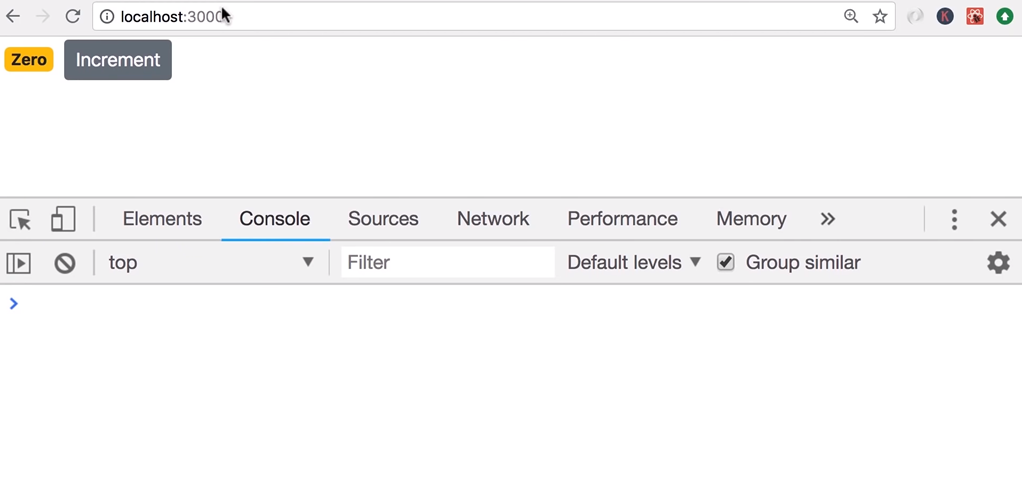 localhost:3000
K
Zero Increment
Elements Console Sources Network Performance Memory »
top Filter Default levels Group similar